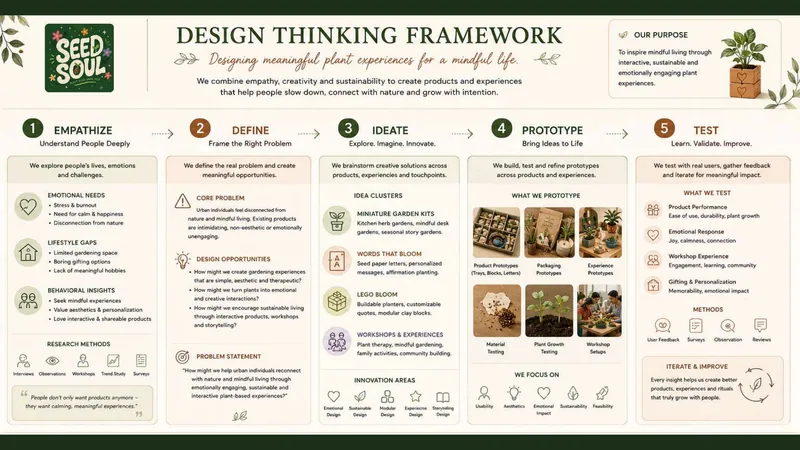 SEED
SOUL
DESIGN THINKING FRAMEWORK
Designing meaningful plant experiences for a mindful life.
We combine empathy, creativity and sustainability to create products and experiences
that help people slow down, connect with nature and grow with intention.
OUR PURPOSE
To inspire mindful living through
interactive, sustainable and
emotionally engaging plant
experiences.
1 EMPATHIZE
Understand People Deeply
We explore people's lives, emotions
and challenges.
EMOTIONAL NEEDS
• Stress & burnout
• Need for calm & happiness
• Disconnection from nature
LIFESTYLE GAPS
• Limited gardening space
• Boring gifting options
• Lack of meaningful hobbies
BEHAVIORAL INSIGHTS
• Seek mindful experiences
• Value aesthetics & personalization
• Love interactive & shareable products
RESEARCH METHODS
Interviews
Observations
Workshops
Trend Study
Surveys
“ People don't only want products anymore –
they want calming, meaningful experiences. ”
2 DEFINE
Frame the Right Problem
We define the real problem and create
meaningful opportunities.
CORE PROBLEM
Urban individuals feel disconnected from
nature and mindful living. Existing products
are intimidating, non-aesthetic or emotionally
unengaging.
DESIGN OPPORTUNITIES
• How might we create gardening experiences
that are simple, aesthetic and therapeutic?
• How might we turn plants into emotional
and creative interactions?
• How might we encourage sustainable living
through interactive products, workshops
and storytelling?
PROBLEM STATEMENT
“How might we help urban individuals reconnect
with nature and mindful living through
emotionally engaging, sustainable and
interactive plant-based experiences?”
3 IDEATE
Explore. Imagine. Innovate.
We brainstorm creative solutions across
products, experiences and touchpoints.
IDEA CLUSTERS
MINIATURE GARDEN KITS
Kitchen herb gardens, mindful desk
gardens, seasonal story gardens.
WORDS THAT BLOOM
Seed paper letters, personalized
messages, affirmation planting.
LEGO BLOOM
Buildable planters, customizable
quotes, modular clay blocks.
WORKSHOPS & EXPERIENCES
Plant therapy, mindful gardening,
family activities, community building.
INNOVATION AREAS
Emotional
Design
Sustainable
Design
Modular
Design
Experience
Design
Storytelling
Design
4 PROTOTYPE
Bring Ideas to Life
We build, test and refine prototypes
across products and experiences.
WHAT WE PROTOTYPE
Product Prototypes
(Trays, Blocks, Letters)
Packaging
Prototypes
Experience
Prototypes
Material
Testing
Plant Growth
Testing
Workshop
Setups
WE FOCUS ON
Usability
Aesthetics
Emotional
Impact
Sustainability
Feasibility
5 TEST
Learn. Validate. Improve.
We test with real users, gather feedback
and iterate for meaningful impact.
WHAT WE TEST
Product Performance
Ease of use, durability, plant growth
Emotional Response
Joy, calmness, connection
Workshop Experience
Engagement, learning, community
Gifting & Personalization
Memorability, emotional impact
METHODS
User Feedback
Surveys
Observation
Reviews
ITERATE & IMPROVE
Every insight helps us create better
products, experiences and rituals
that truly grow with people.